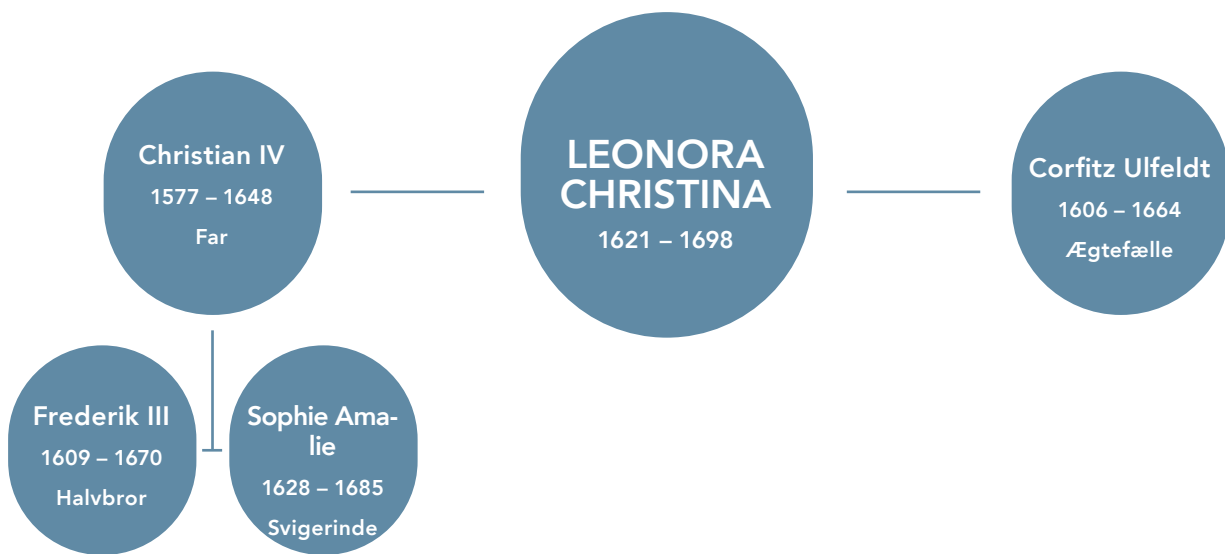 Christian IV
1577 – 1648
Far
LEONORA
CHRISTINA
1621 – 1698
Corfitz Ulfeldt
1606 – 1664
Ægtefælle
Frederik III
1609 – 1670
Halvbror
Sophie Ama-
lie
1628 – 1685
Svigerinde